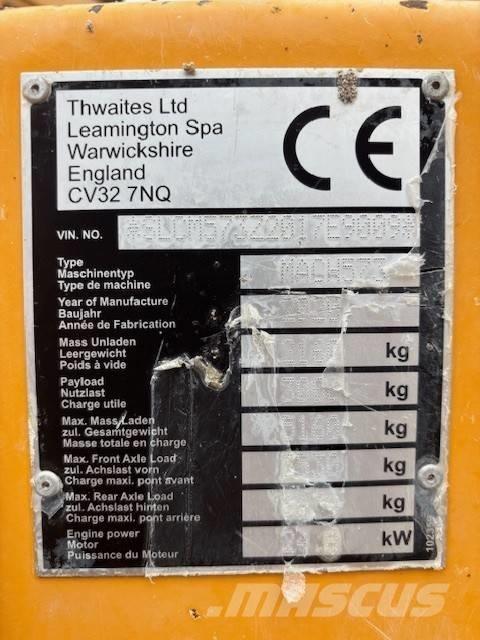 Thwaites Ltd
Leamington Spa
Warwickshire
England
CV32 7NQ
CE
VIN. NO.
Type
Maschinentyp
Type de machine
Year of Manufacture
Baujahr
Année de Fabrication
Mass Unladen
Leergewicht
Poids à vide
kg
Payload
Nutzlast
Charge utile
kg
Max. Mass Laden
zul. Gesamtgewicht
Masse totale en charge
kg
Max. Front Axle Load
zul. Achslast vorn
Charge maxi. pont avant
kg
Max. Rear Axle Load
zul. Achslast hinten
Charge maxi. pont arrière
kg
Engine power
Motor
Puissance du Moteur
kW
MASCUS